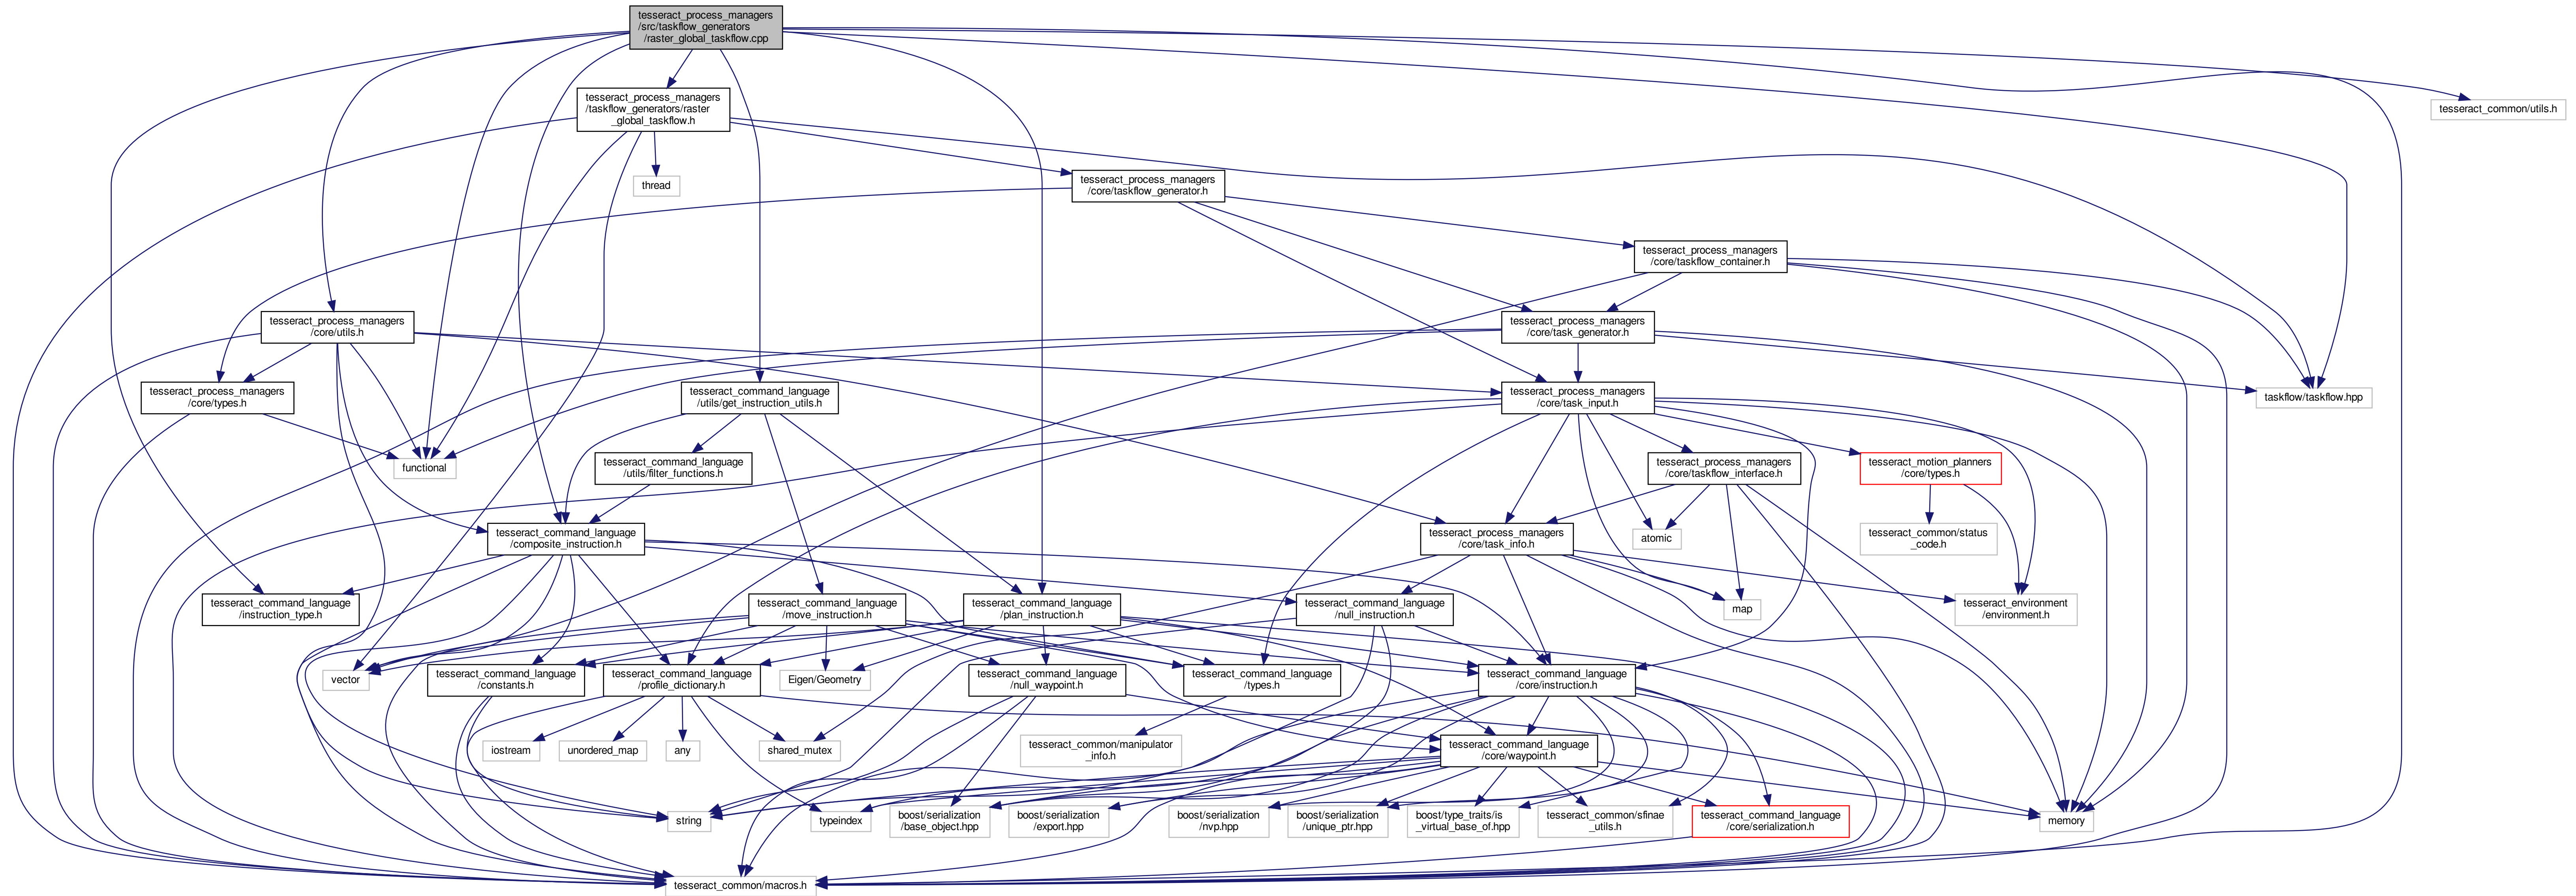 tesseract_process_managers
/src/taskflow_generators
/raster_global_taskflow.cpp
tesseract_process_managers
/taskflow_generators/raster
_global_taskflow.h
tesseract_common/utils.h
thread
tesseract_process_managers
/core/taskflow_generator.h
tesseract_process_managers
/core/taskflow_container.h
tesseract_process_managers
/core/utils.h
tesseract_process_managers
/core/task_generator.h
tesseract_process_managers
/core/types.h
tesseract_command_language
/utils/get_instruction_utils.h
tesseract_process_managers
/core/task_input.h
taskflow/taskflow.hpp
functional
tesseract_command_language
/utils/filter_functions.h
tesseract_process_managers
/core/taskflow_interface.h
tesseract_motion_planners
/core/types.h
tesseract_command_language
/composite_instruction.h
tesseract_process_managers
/core/task_info.h
atomic
tesseract_common/status
_code.h
tesseract_command_language
/instruction_type.h
tesseract_command_language
/move_instruction.h
tesseract_command_language
/plan_instruction.h
tesseract_command_language
/null_instruction.h
map
tesseract_environment
/environment.h
vector
tesseract_command_language
/constants.h
tesseract_command_language
/profile_dictionary.h
Eigen/Geometry
tesseract_command_language
/null_waypoint.h
tesseract_command_language
/types.h
tesseract_command_language
/core/instruction.h
iostream
unordered_map
any
shared_mutex
tesseract_common/manipulator
_info.h
tesseract_command_language
/core/waypoint.h
string
typeindex
boost/serialization
/base_object.hpp
boost/serialization
/export.hpp
boost/serialization
/nvp.hpp
boost/serialization
/unique_ptr.hpp
boost/type_traits/is
_virtual_base_of.hpp
tesseract_common/sfinae
_utils.h
tesseract_command_language
/core/serialization.h
memory
tesseract_common/macros.h